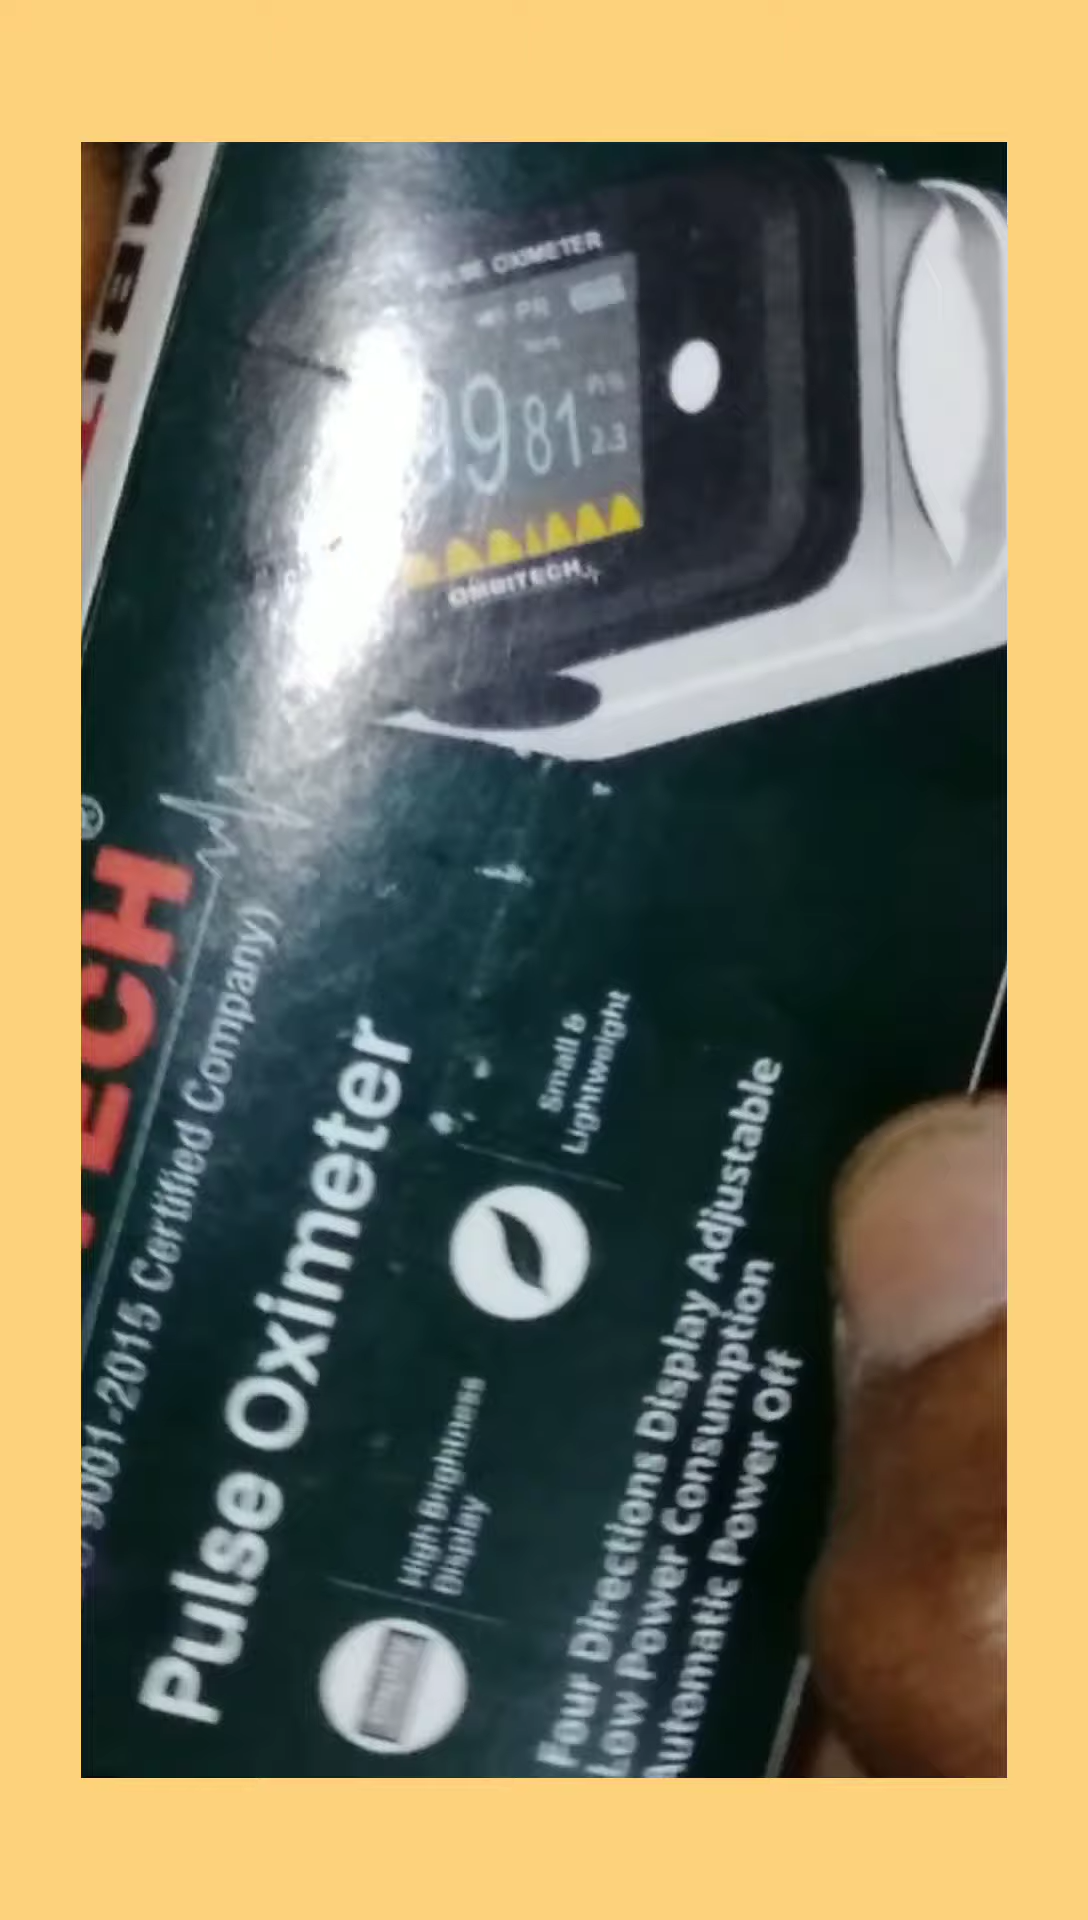 PULSE OXIMETER
PR
99 81 2.3
OMBITECH
TECH®
9001-2015 Certified Company)
Pulse Oximeter
High Brightness
Display
Small &
Lightweight
Four Directions Display Adjustable
Low Power Consumption
Automatic Power Off